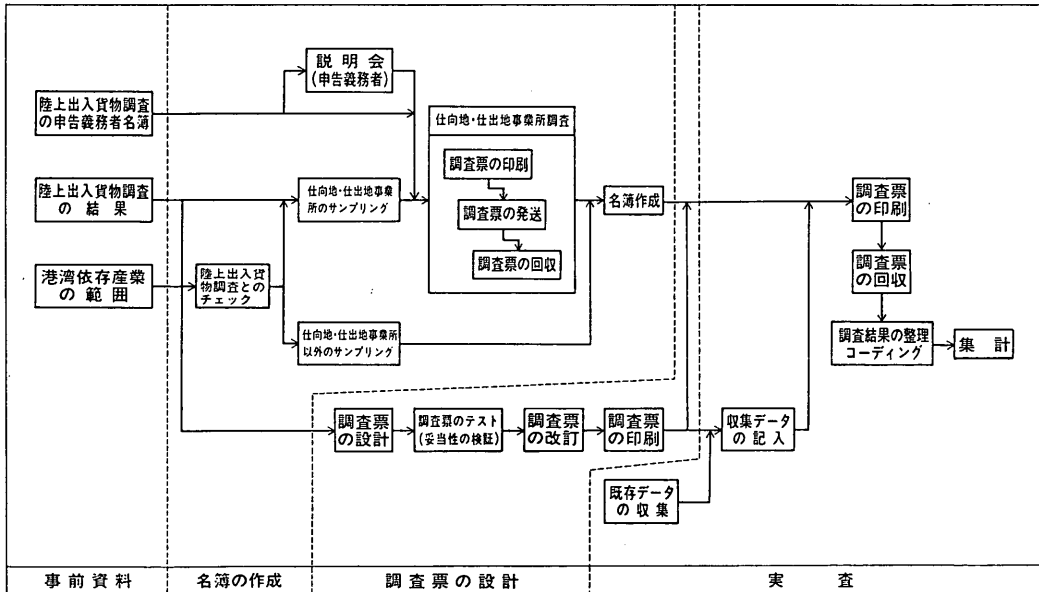 説明会
(申告義務者)
陸上出入貨物調査
の申告義務者名簿
仕向地・仕出地事業所調査
調査票の印刷
調査票の発送
調査票の回収
陸上出入貨物調査
の結果
仕向地・仕出地事業
所のサンプリング
名簿作成
調査票
の印刷
港湾依存産業
の範囲
陸上出入貨
物調査との
チェック
調査票
の回収
仕向地・仕出地事業所
以外のサンプリング
調査結果の整理
コーディング
集計
調査票
の設計
調査票のテスト
(妥当性の検証)
調査票
の改訂
調査票
の印刷
収集データ
の記入
既存データ
の収集
事前資料
名簿の作成
調査票の設計
実査